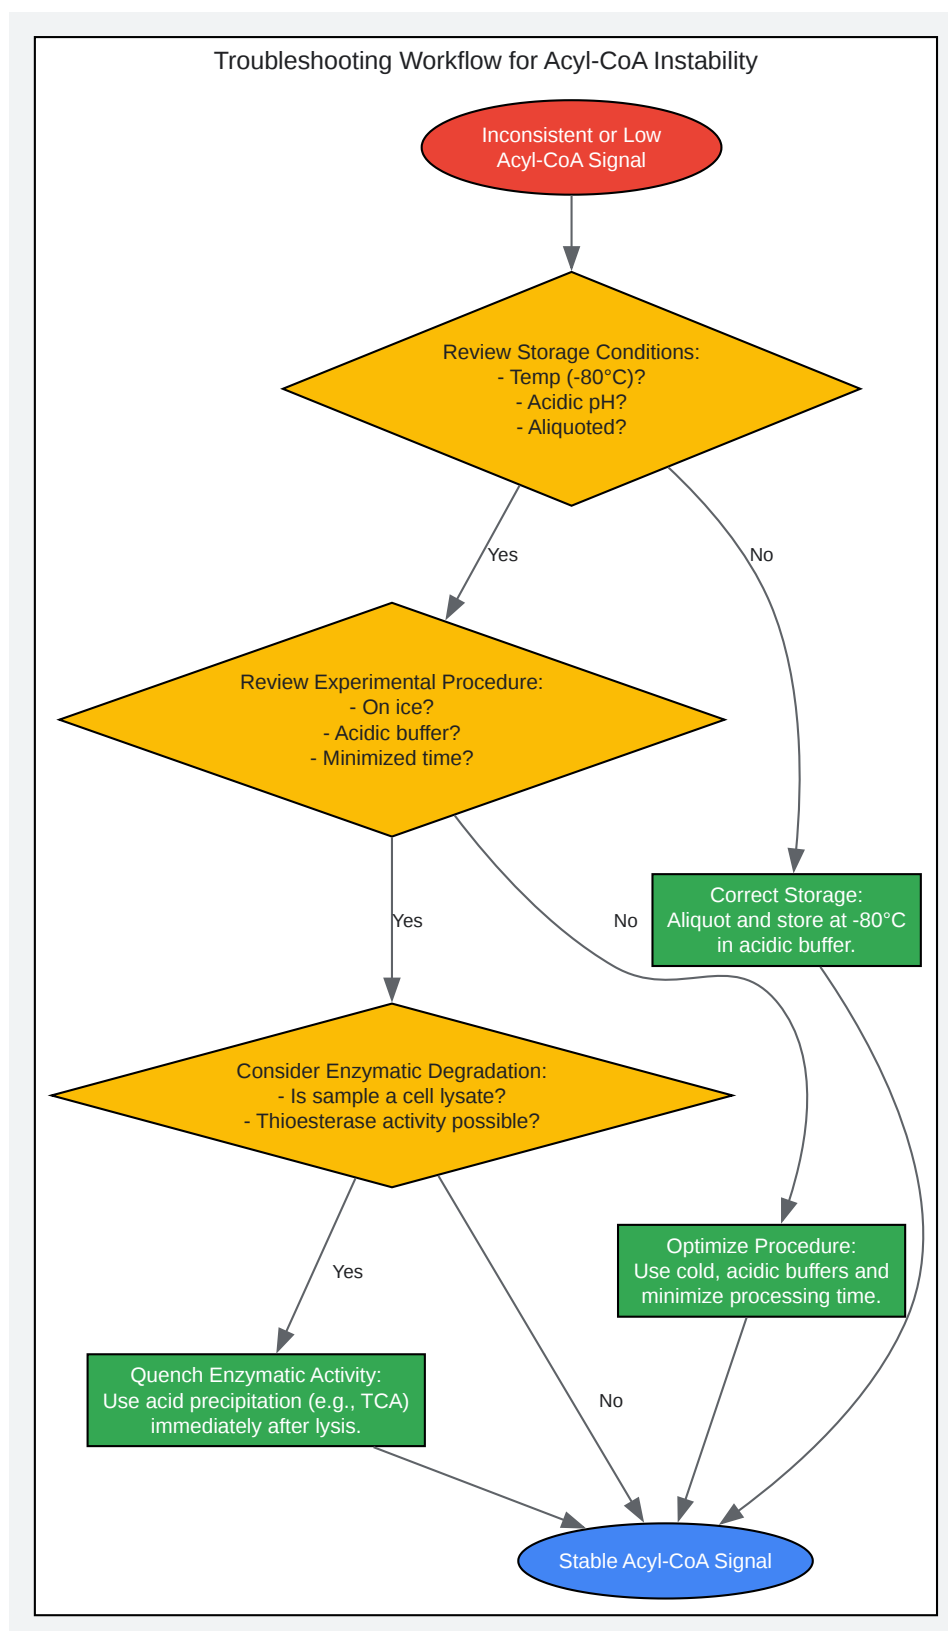 Troubleshooting Workflow for Acyl-CoA Instability
Inconsistent or Low
Acyl-CoA Signal
Review Storage Conditions:
- Temp (-80°C)?
- Acidic pH?
- Aliquoted?
Yes
No
Review Experimental Procedure:
- On ice?
- Acidic buffer?
- Minimized time?
Correct Storage:
Aliquot and store at -80°C
in acidic buffer.
Yes
No
Consider Enzymatic Degradation:
- Is sample a cell lysate?
- Thioesterase activity possible?
Optimize Procedure:
Use cold, acidic buffers and
minimize processing time.
Yes
No
Quench Enzymatic Activity:
Use acid precipitation (e.g., TCA)
immediately after lysis.
Stable Acyl-CoA Signal